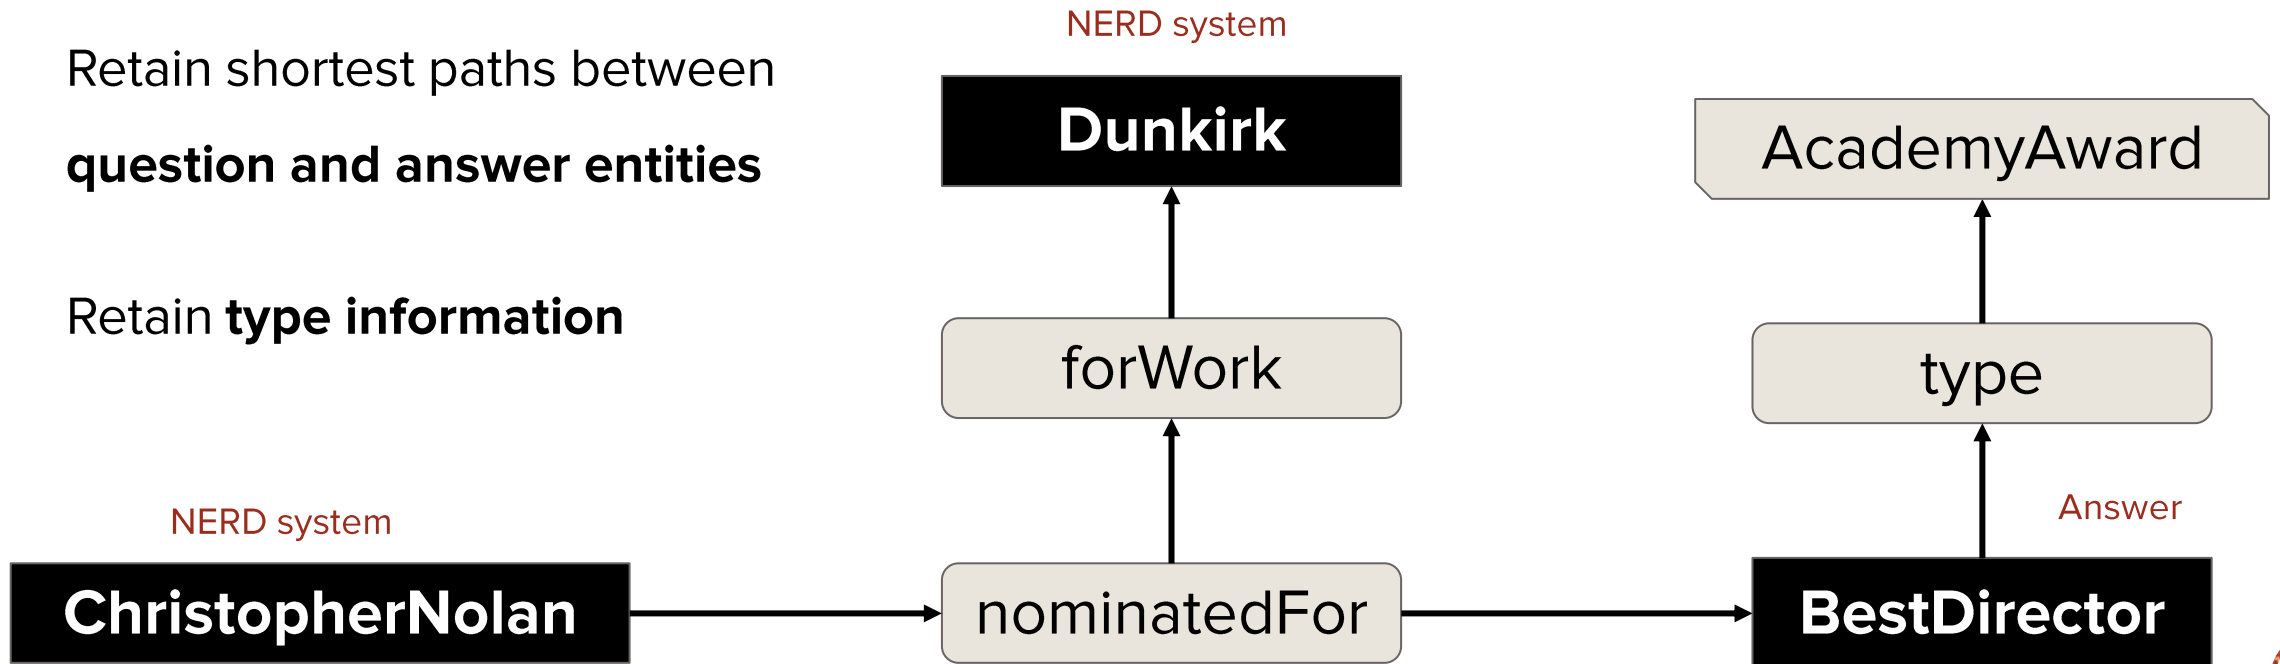 Retain shortest paths between
question and answer entities
Retain type information
NERD system
Dunkirk
AcademyAward
forWork
type
NERD system
Answer
ChristopherNolan
nominatedFor
BestDirector